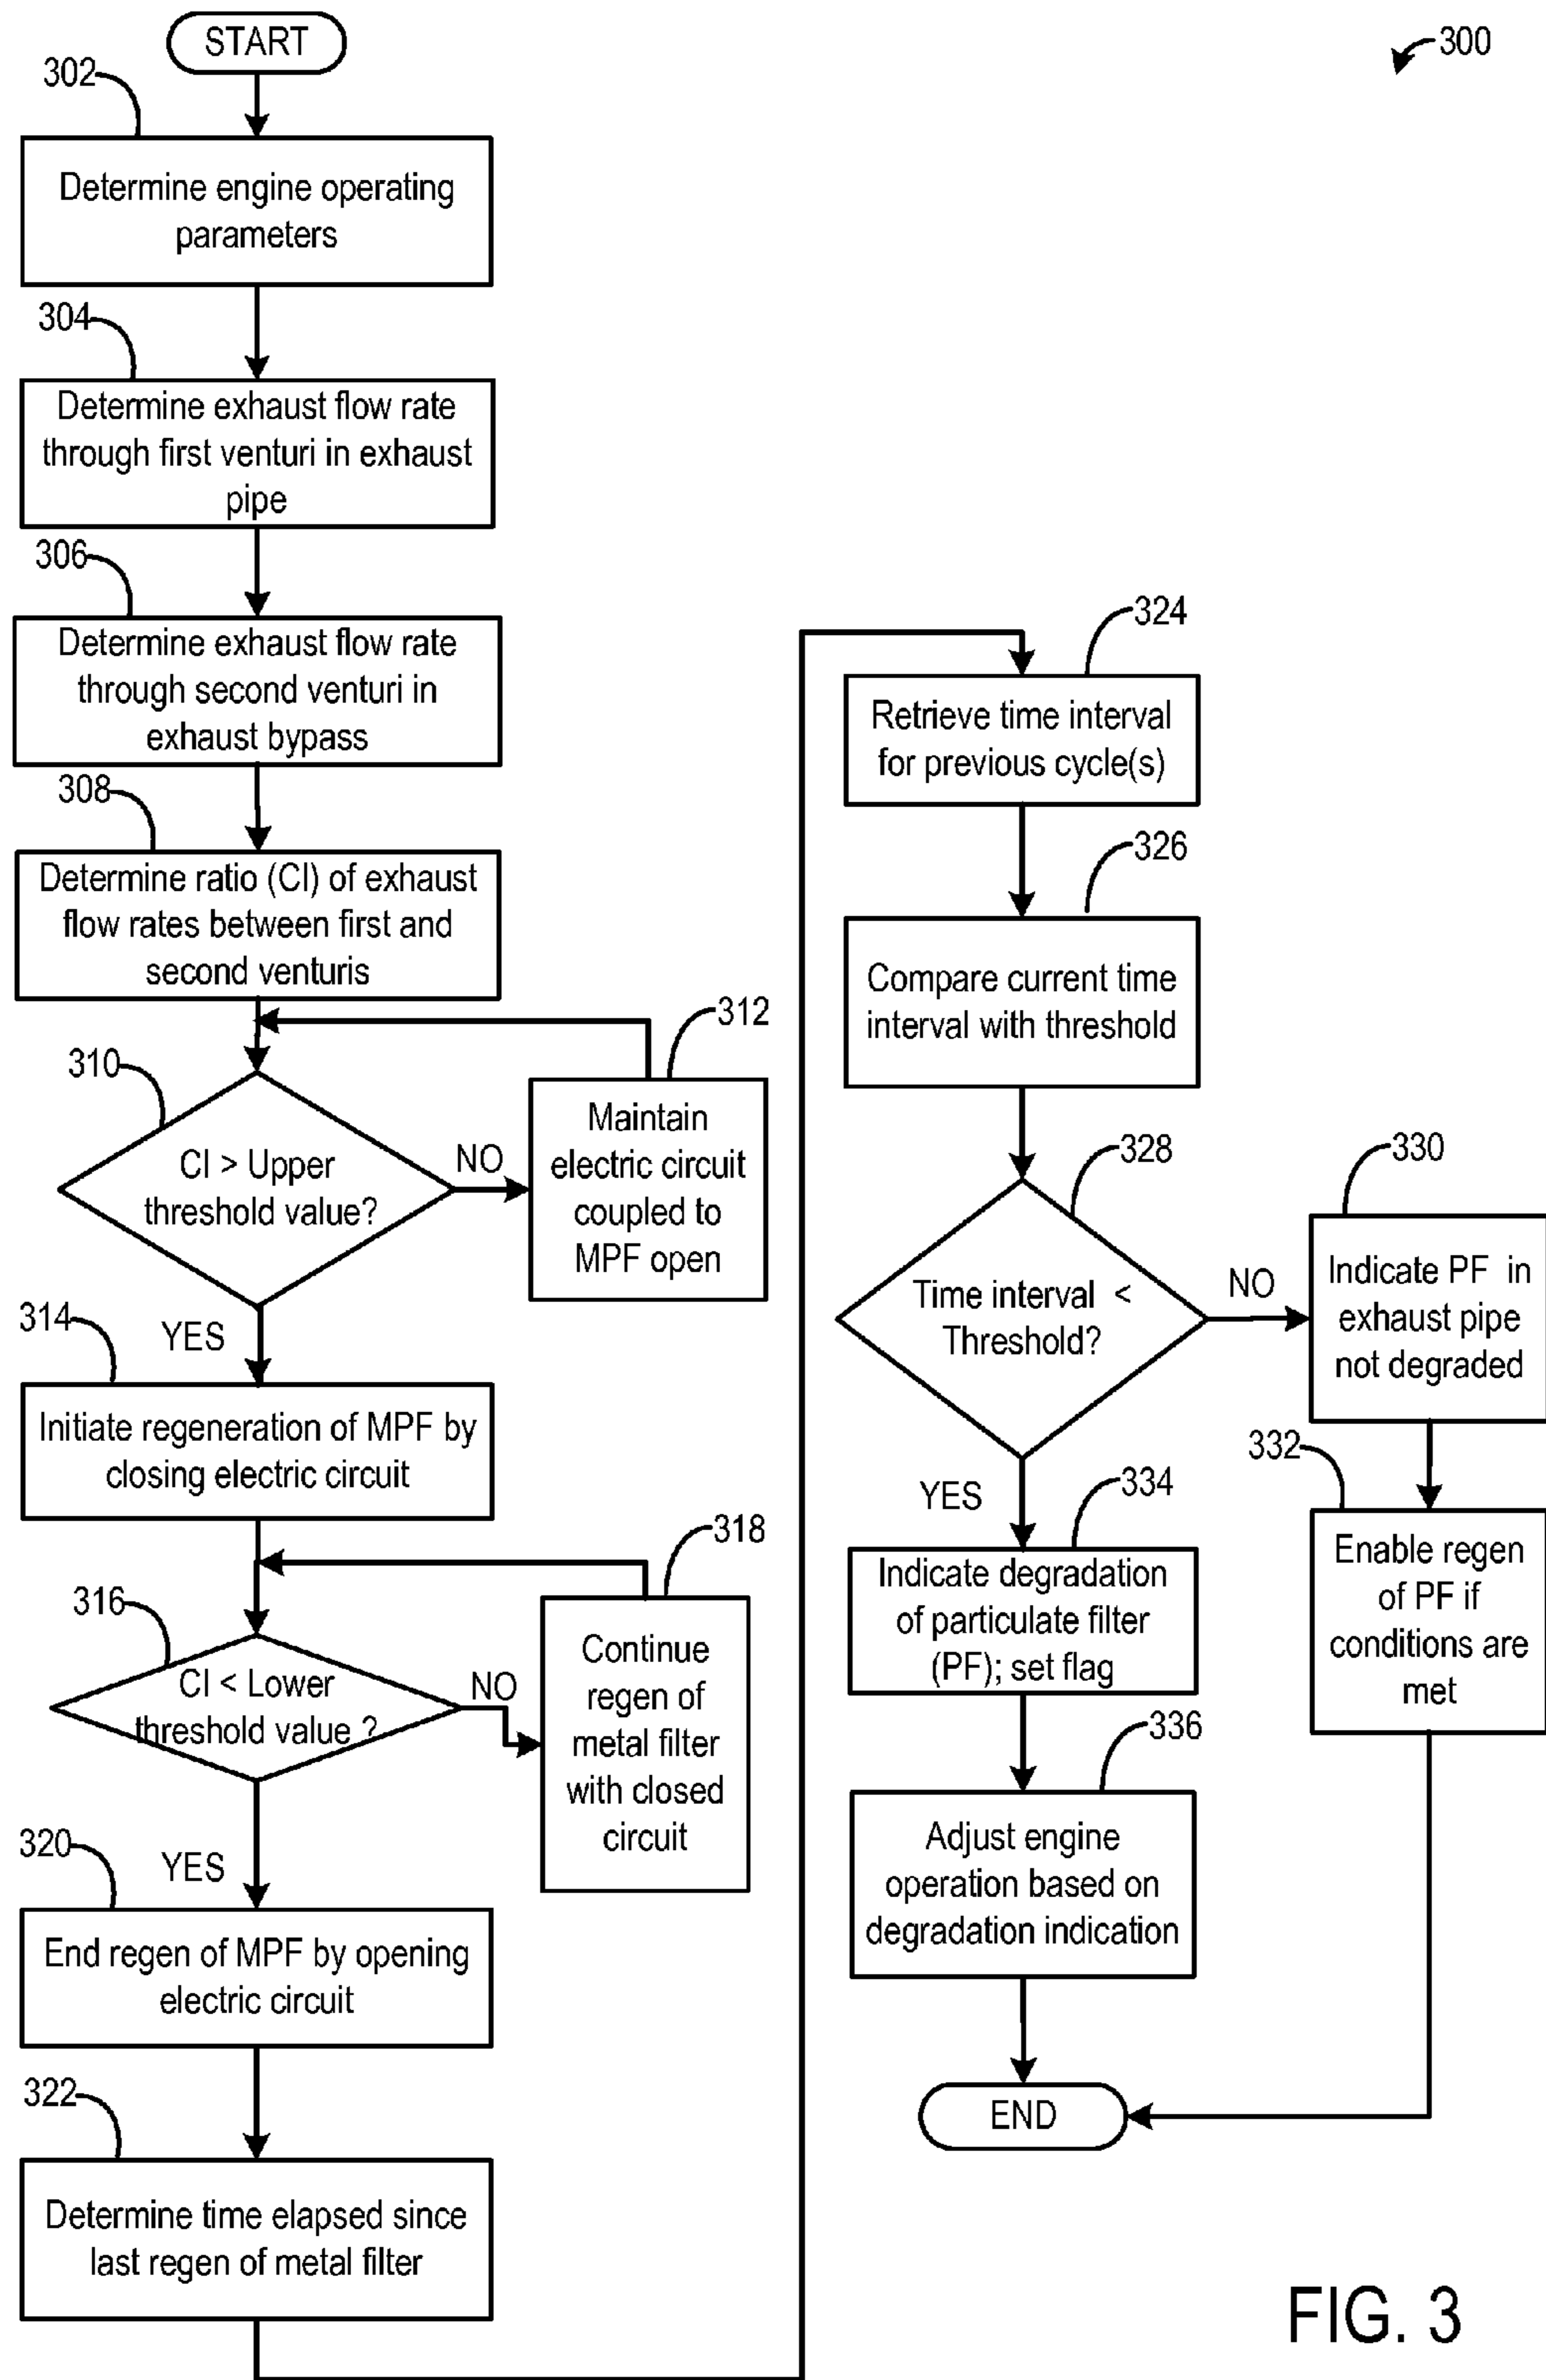 300
START
302
Determine engine operating
parameters
304
Determine exhaust flow rate
through first venturi in exhaust
pipe
306
Determine exhaust flow rate
through second venturi in
exhaust bypass
308
Determine ratio (CI) of exhaust
flow rates between first and
second venturis
310
CI > Upper
threshold value?
NO
312
Maintain
electric circuit
coupled to
MPF open
YES
314
Initiate regeneration of MPF by
closing electric circuit
316
CI < Lower
threshold value ?
NO
318
Continue
regen of
metal filter
with closed
circuit
YES
320
End regen of MPF by opening
electric circuit
322
Determine time elapsed since
last regen of metal filter
324
Retrieve time interval
for previous cycle(s)
326
Compare current time
interval with threshold
328
Time interval <
Threshold?
NO
330
Indicate PF in
exhaust pipe
not degraded
332
Enable regen
of PF if
conditions are
met
YES
334
Indicate degradation
of particulate filter
(PF); set flag
336
Adjust engine
operation based on
degradation indication
END
FIG. 3